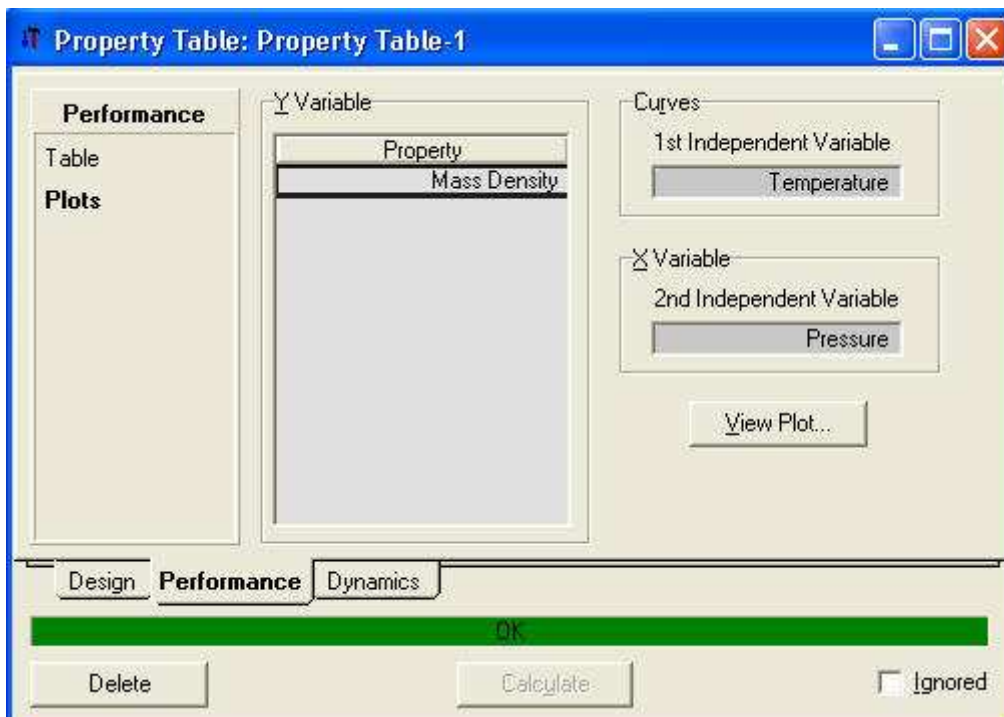 Property Table: Property Table-1
Performance
Table
Plots
Y Variable
Property
Mass Density
Curves
1st Independent Variable
Temperature
X Variable
2nd Independent Variable
Pressure
View Plot...
Design Performance Dynamics
OK
Delete Calculate Ignored